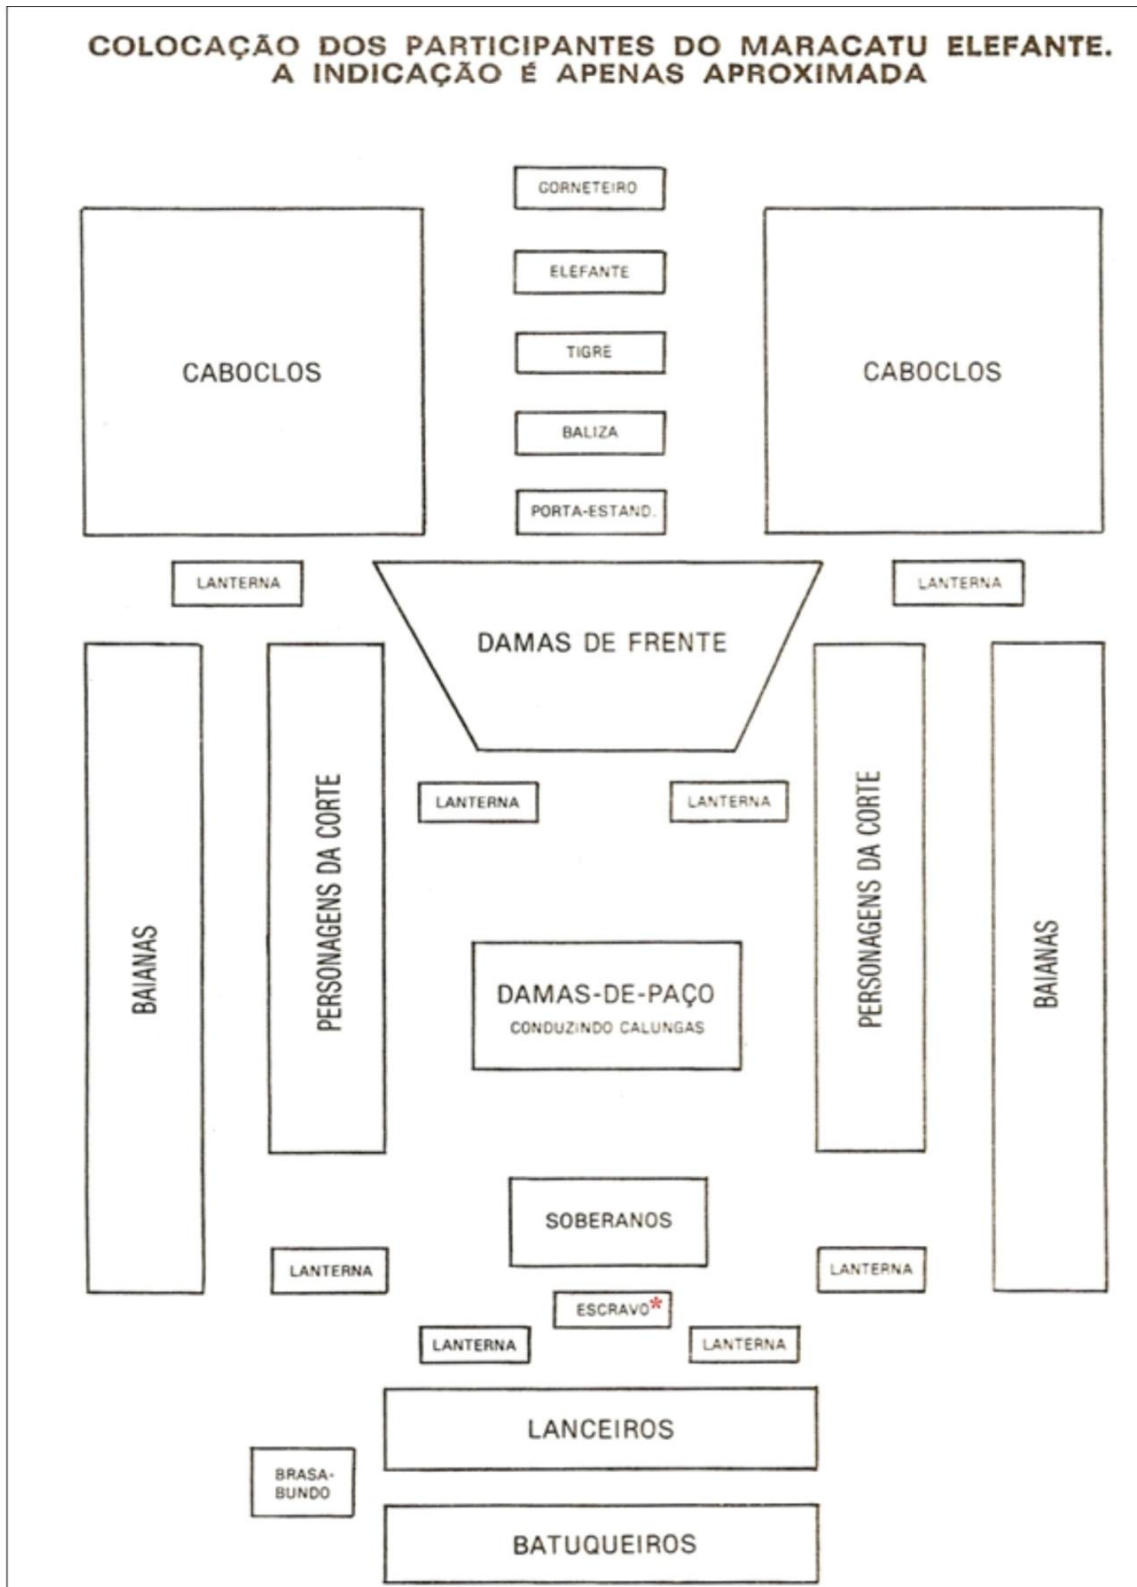 COLOCAÇÃO DOS PARTICIPANTES DO MARACATU ELEFANTE.
A INDICAÇÃO É APENAS APROXIMADA
CORNETEIRO
ELEFANTE
CABOCLOS
TIGRE
CABOCLOS
BALIZA
PORTA-ESTAND.
LANTERNA
LANTERNA
DAMAS DE FRENTE
LANTERNA
LANTERNA
BAIANAS
PERSONAGENS DA CORTE
DAMAS-DE-PAÇO
CONDUZINDO CALUNGAS
PERSONAGENS DA CORTE
BAIANAS
SOBERANOS
LANTERNA
LANTERNA
ESCRAVO*
LANTERNA
LANTERNA
LANCEIROS
BRASA-
BUNDO
BATUQUEIROS